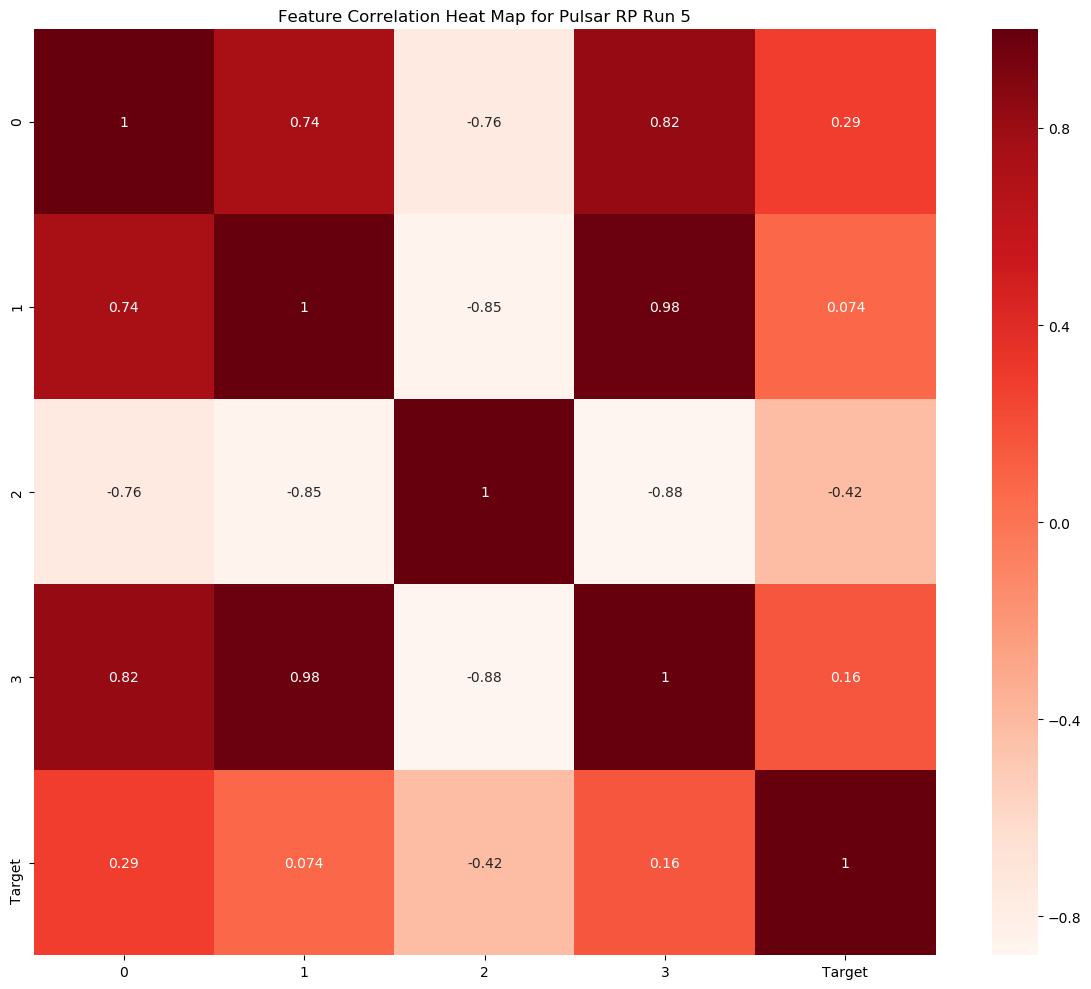 Feature Correlation Heat Map for Pulsar RP Run 5
0 1 0.74 -0.76 0.82 0.29
1 0.74 1 -0.85 0.98 0.074
2 -0.76 -0.85 1 -0.88 -0.42
3 0.82 0.98 -0.88 1 0.16
Target 0.29 0.074 -0.42 0.16 1
0 1 2 3 Target
0.8
0.4
0.0
−0.4
−0.8